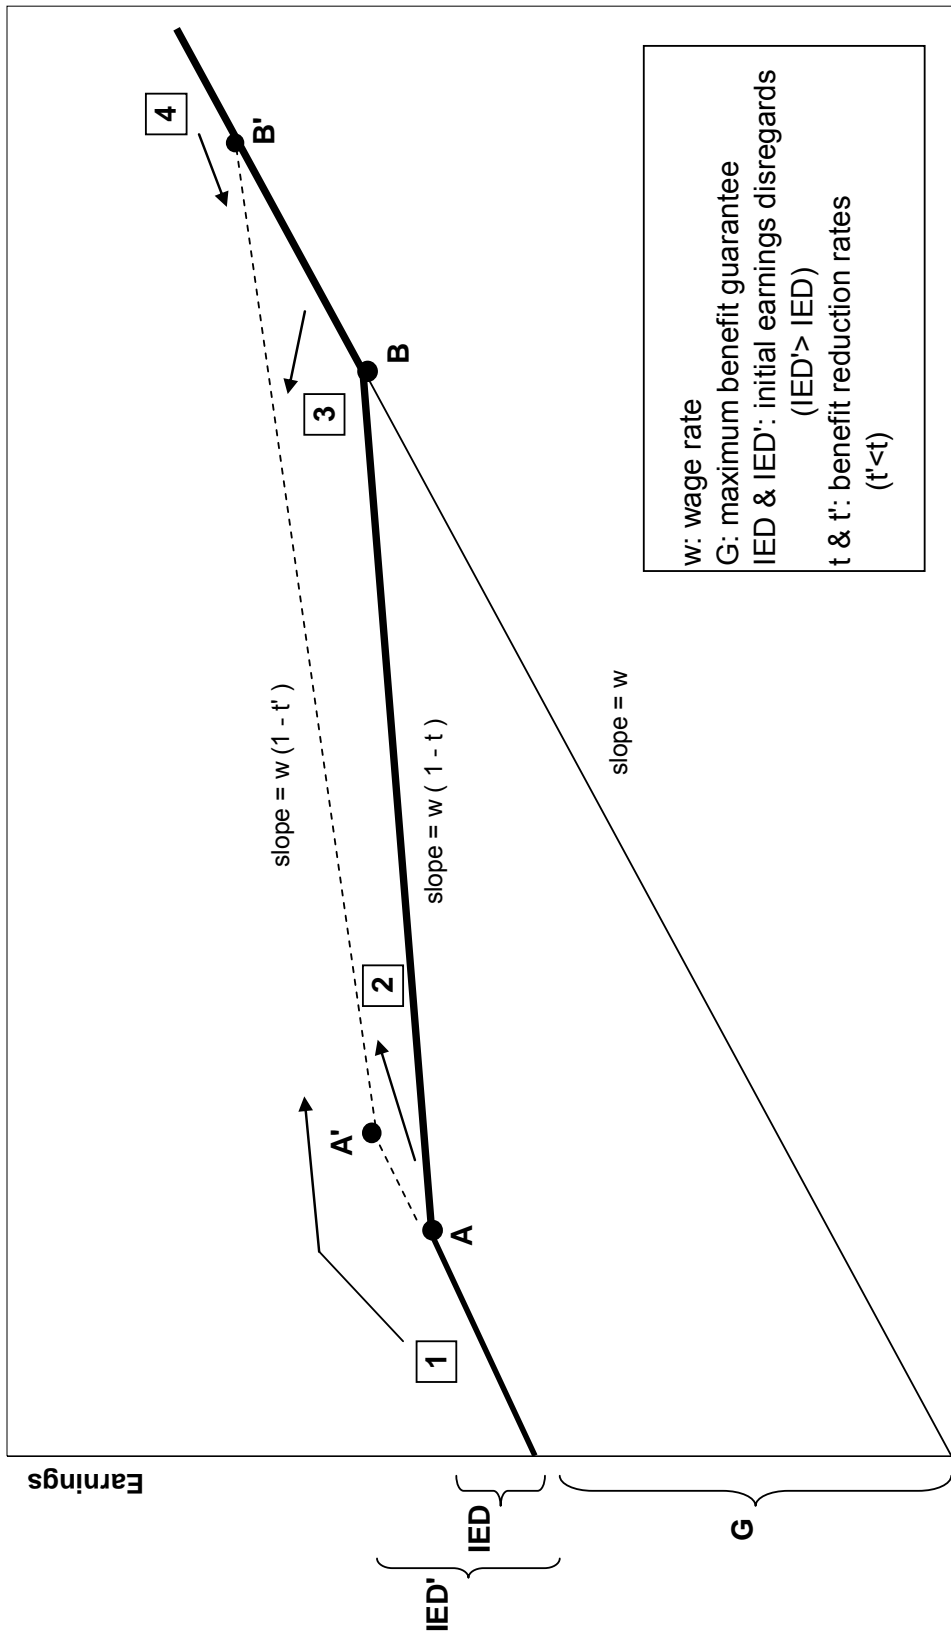 Earnings
IED'
IED
G
1
2
3
4
A
A'
B
B'
slope = w (1 - t' )
slope = w ( 1 - t )
slope = w
w: wage rate
G: maximum benefit guarantee
IED & IED': initial earnings disregards
(IED'> IED)
t & t': benefit reduction rates
(t'<t)